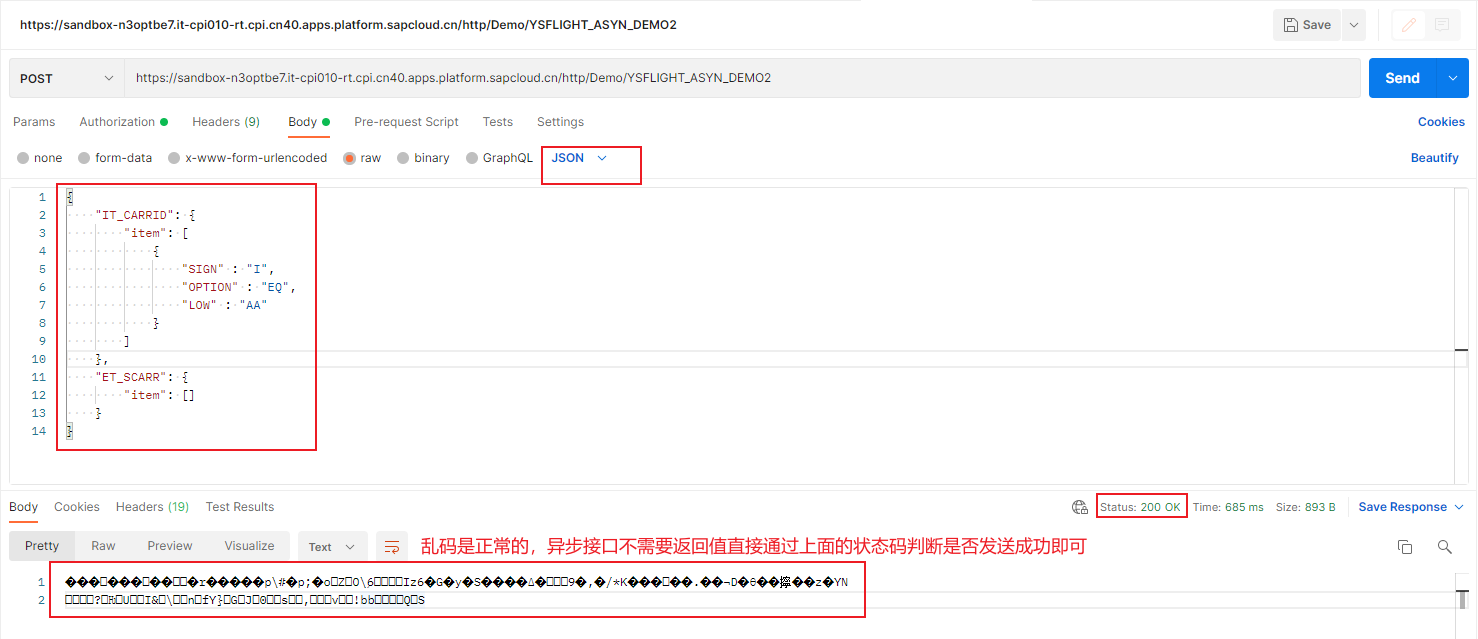 https://sandbox-n3optbe7.it-cpi010-rt.cpi.cn40.apps.platform.sapcloud.cn/http/Demo/YSFLIGHT_ASYN_DEMO2 Save
POST https://sandbox-n3optbe7.it-cpi010-rt.cpi.cn40.apps.platform.sapcloud.cn/http/Demo/YSFLIGHT_ASYN_DEMO2 Send
Params Authorization Headers (9) Body Pre-request Script Tests Settings Cookies
none form-data x-www-form-urlencoded raw binary GraphQL JSON Beautify
1 {
2 "IT_CARRID": {
3 "item": [
4 {
5 "SIGN" : "I",
6 "OPTION" : "EQ",
7 "LOW" : "AA"
8 }
9 ]
10 },
11 "ET_SCARR": {
12 "item": []
13 }
14 }
Body Cookies Headers (19) Test Results Status: 200 OK Time: 685 ms Size: 893 B Save Response
Pretty Raw Preview Visualize Text 乱码是正常的，异步接口不需要返回值直接通过上面的状态码判断是否发送成功即可
1
2